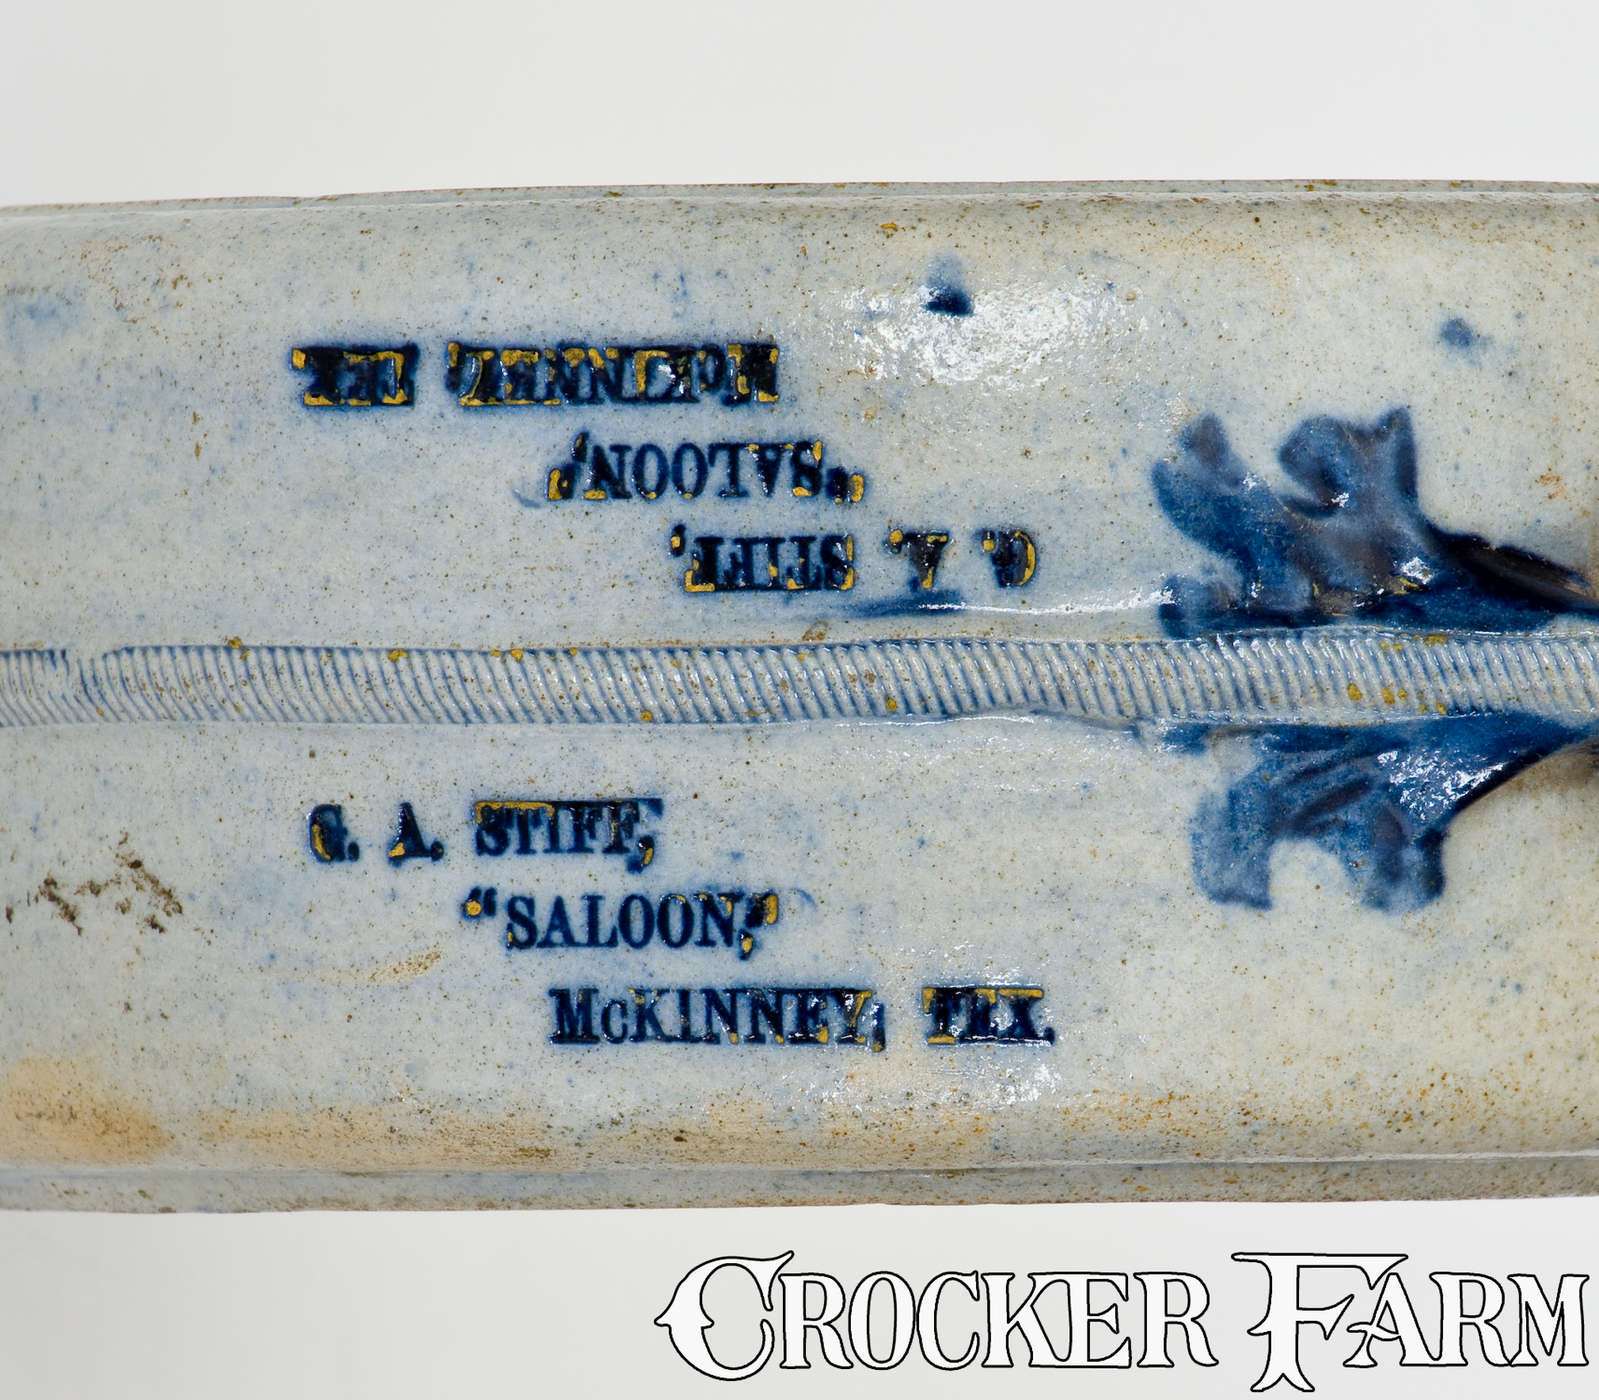 McKINNEY, TEX.
"SALOON,"
G. A. STIFF,
G. A. STIFF,
"SALOON,"
McKINNEY, TEX.
CROCKER FARM